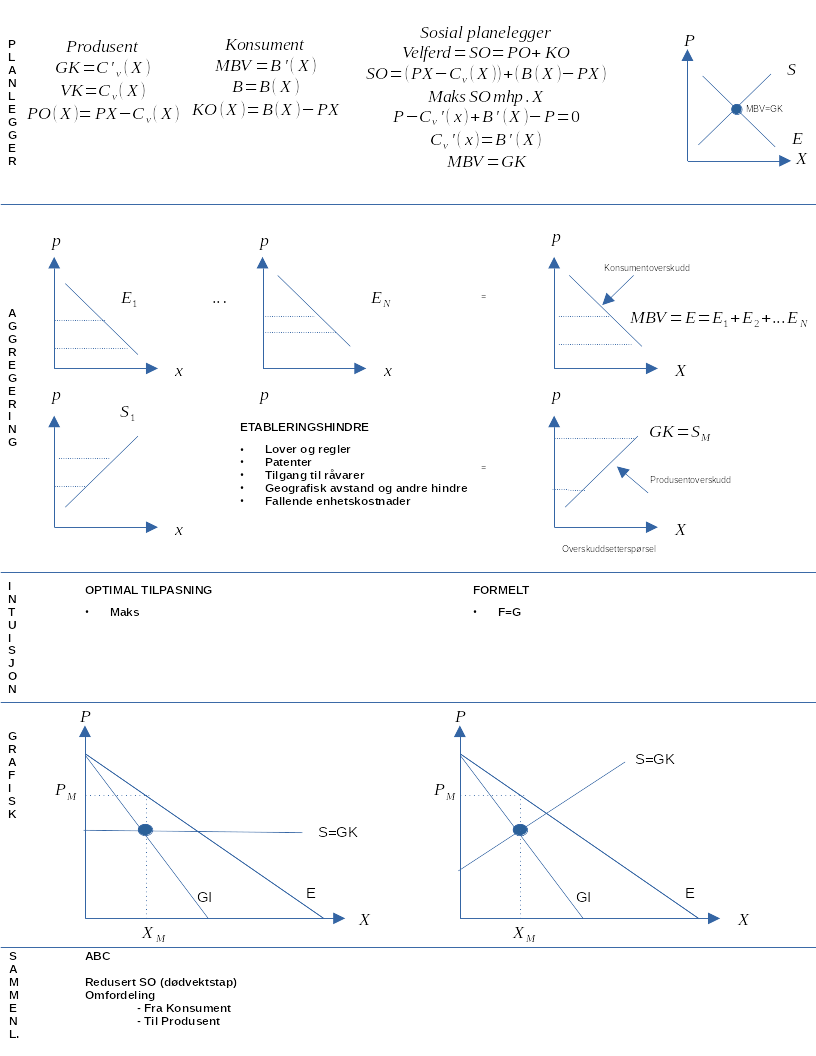 PLANLEGGER
Produsent
GK=C'v(X)
VK=Cv(X)
PO(X)=PX−Cv(X)
Konsument
MBV=B'(X)
B=B(X)
KO(X)=B(X)−PX
Sosial planelegger
Velferd=SO=PO+KO
SO=(PX−Cv(X))+(B(X)−PX)
Maks SO mhp. X
P−Cv'(x)+B'(X)−P=0
Cv'(x)=B'(X)
MBV=GK
P
S
MBV=GK
E
X
AGGREGERING
p
E1
x
...
p
EN
x
=
p
Konsumentoverskudd
MBV=E=E1+E2+...EN
X
p
S1
x
p
ETABLERINGSHINDRE
• Lover og regler
• Patenter
• Tilgang til råvarer
• Geografisk avstand og andre hindre
• Fallende enhetskostnader
=
p
GK=SM
Produsentoverskudd
X
Overskuddsetterspørsel
INTUISJON
OPTIMAL TILPASNING
• Maks
FORMELT
• F=G
GRAFISK
P
PM
S=GK
GI
E
X
XM
P
PM
S=GK
GI
E
X
XM
SAMMENL.
ABC
Redusert SO (dødvektstap)
Omfordeling
- Fra Konsument
- Til Produsent